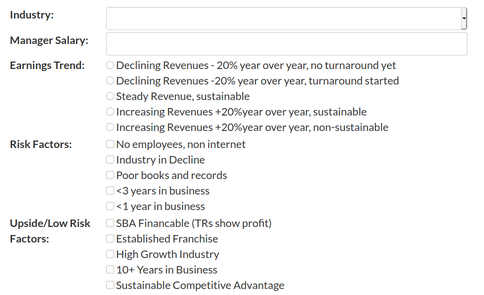 Industry:
Manager Salary:
Earnings Trend:
Declining Revenues - 20% year over year, no turnaround yet
Declining Revenues -20% year over year, turnaround started
Steady Revenue, sustainable
Increasing Revenues +20%year over year, sustainable
Increasing Revenues +20%year over year, non-sustainable
Risk Factors:
No employees, non internet
Industry in Decline
Poor books and records
<3 years in business
<1 year in business
Upside/Low Risk
Factors:
SBA Financable (TRs show profit)
Established Franchise
High Growth Industry
10+ Years in Business
Sustainable Competitive Advantage